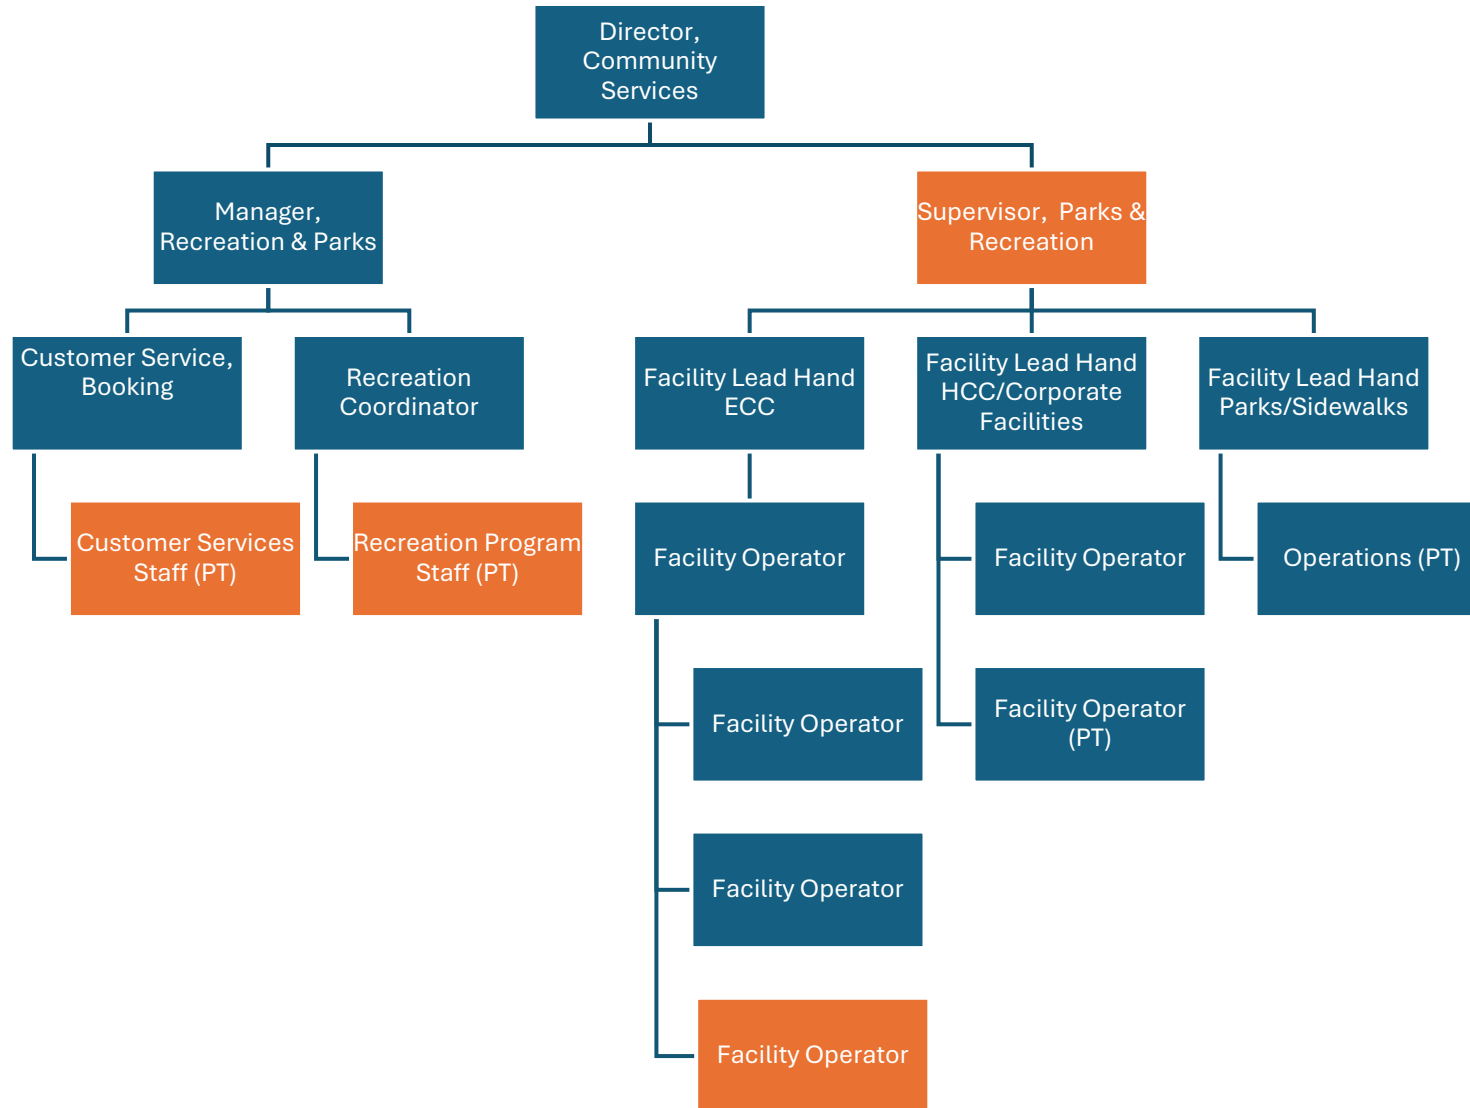 Director,
Community
Services
Manager,
Recreation & Parks
Supervisor,  Parks &
Recreation
Customer Service,
Booking
Recreation
Coordinator
Facility Lead Hand
ECC
Facility Lead Hand
HCC/Corporate
Facilities
Facility Lead Hand
Parks/Sidewalks
Customer Services
Staff (PT)
Recreation Program
Staff (PT)
Facility Operator
Facility Operator
Operations (PT)
Facility Operator
Facility Operator
(PT)
Facility Operator
Facility Operator